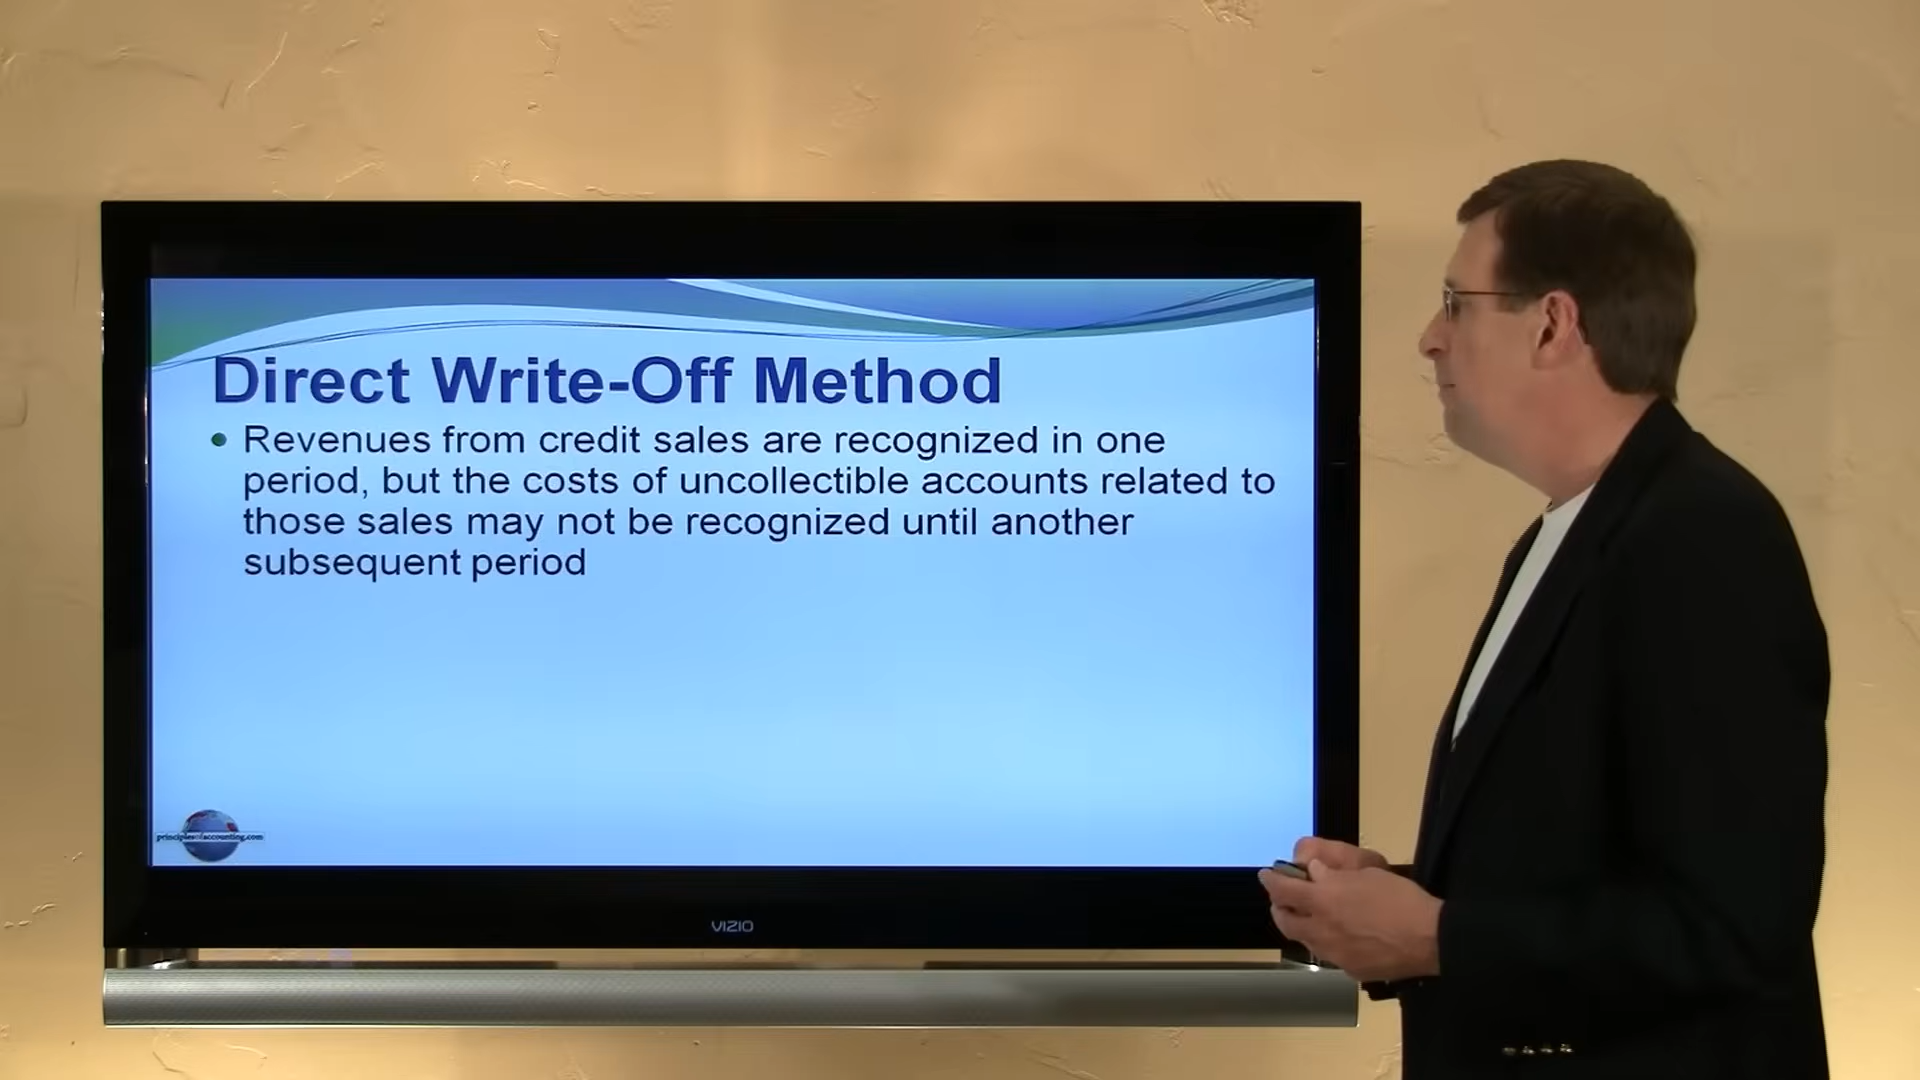 Direct Write-Off Method
Revenues from credit sales are recognized in one
period, but the costs of uncollectible accounts related to
those sales may not be recognized until another
subsequent period
principlesofaccounting.com
VIZIO